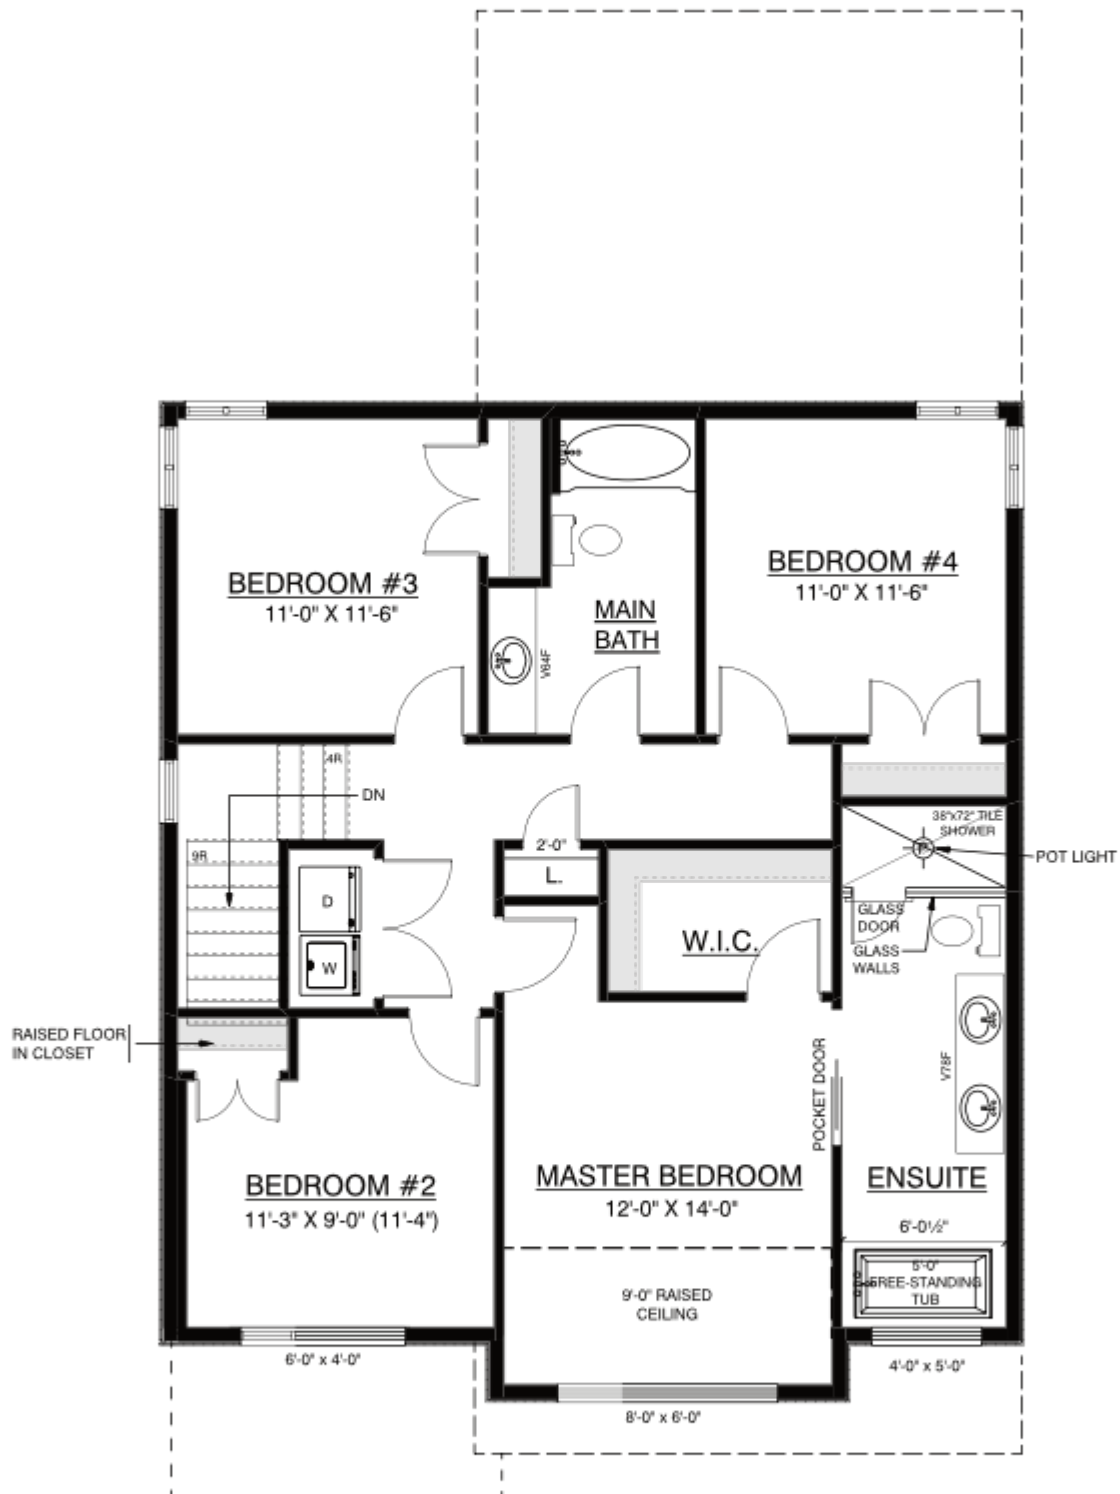 BEDROOM #3
11'-0" X 11'-6"
BEDROOM #4
11'-0" X 11'-6"
MAIN
BATH
V64F
4R
DN
9R
2'-0"
L.
D
W
W.I.C.
36"x72" TILE
SHOWER
POT LIGHT
GLASS
DOOR
GLASS
WALLS
RAISED FLOOR
IN CLOSET
POCKET DOOR
V78F
BEDROOM #2
11'-3" X 9'-0" (11'-4")
MASTER BEDROOM
12'-0" X 14'-0"
ENSUITE
6'-0½"
9'-0" RAISED
CEILING
5'-0"
FREE-STANDING
TUB
6'-0" x 4'-0"
4'-0" x 5'-0"
8'-0" x 6'-0"